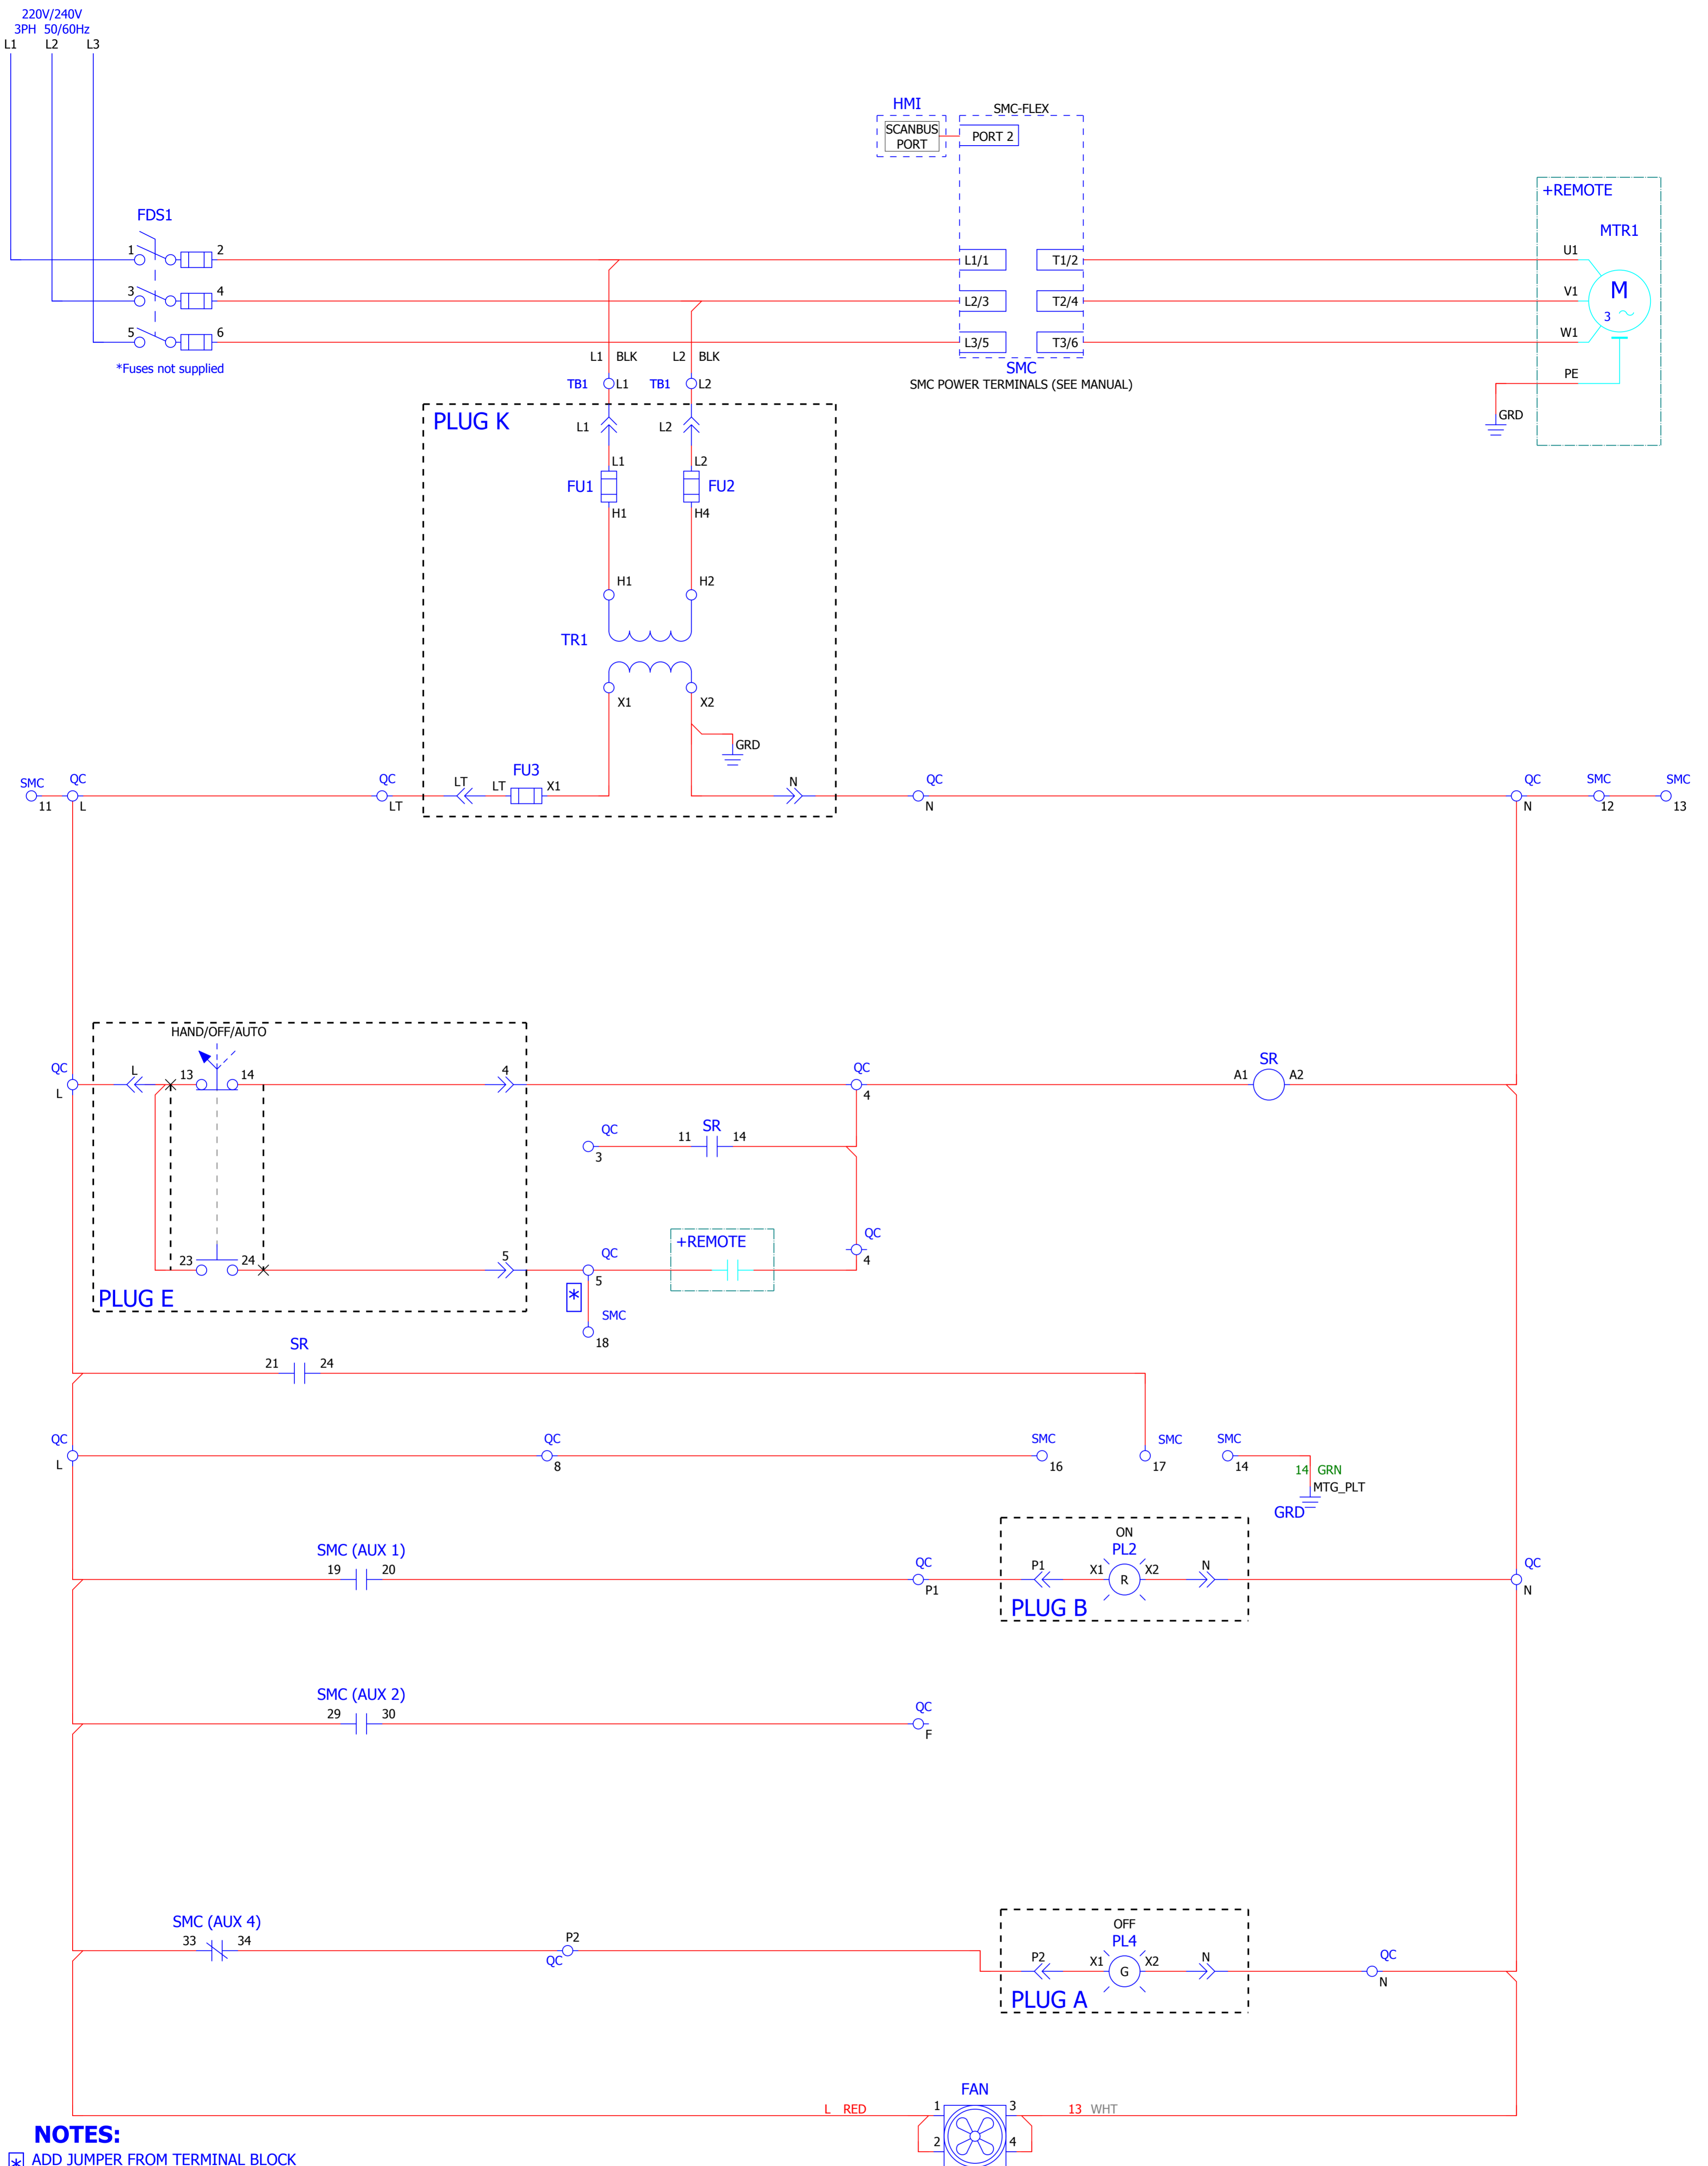 220V/240V
3PH 50/60Hz
L1 L2 L3
HMI
SMC-FLEX
SCANBUS
PORT
PORT 2
+REMOTE
MTR1
FDS1
1 2
L1/1 T1/2
U1
3 4
L2/3 T2/4
V1
M
3
5 6
L3/5 T3/6
W1
*Fuses not supplied
SMC
SMC POWER TERMINALS (SEE MANUAL)
PE
GRD
L1 BLK L2 BLK
TB1 L1 TB1 L2
PLUG K
L1 L2
L1 L2
FU1 FU2
H1 H4
H1 H2
TR1
X1 X2
GRD
SMC QC QC LT LT FU3 X1 N QC QC SMC SMC
11 L LT N N 12 13
HAND/OFF/AUTO
QC L 13 14 4 QC A1 SR A2
L 4
QC 11 SR 14
3
+REMOTE
23 24 5 QC QC
5 4
PLUG E
*
SMC
18
SR
21 24
QC QC SMC SMC SMC
L 8 16 17 14
14 GRN
MTG_PLT
GRD
SMC (AUX 1)
19 20
QC
P1
ON
PL2
P1 X1 R X2 N
PLUG B
QC
N
SMC (AUX 2)
29 30
QC
F
SMC (AUX 4)
33 34
P2
QC
OFF
PL4
P2 X1 G X2 N
PLUG A
QC
N
FAN
L RED 1 3 13 WHT
2 4
NOTES:
* ADD JUMPER FROM TERMINAL BLOCK